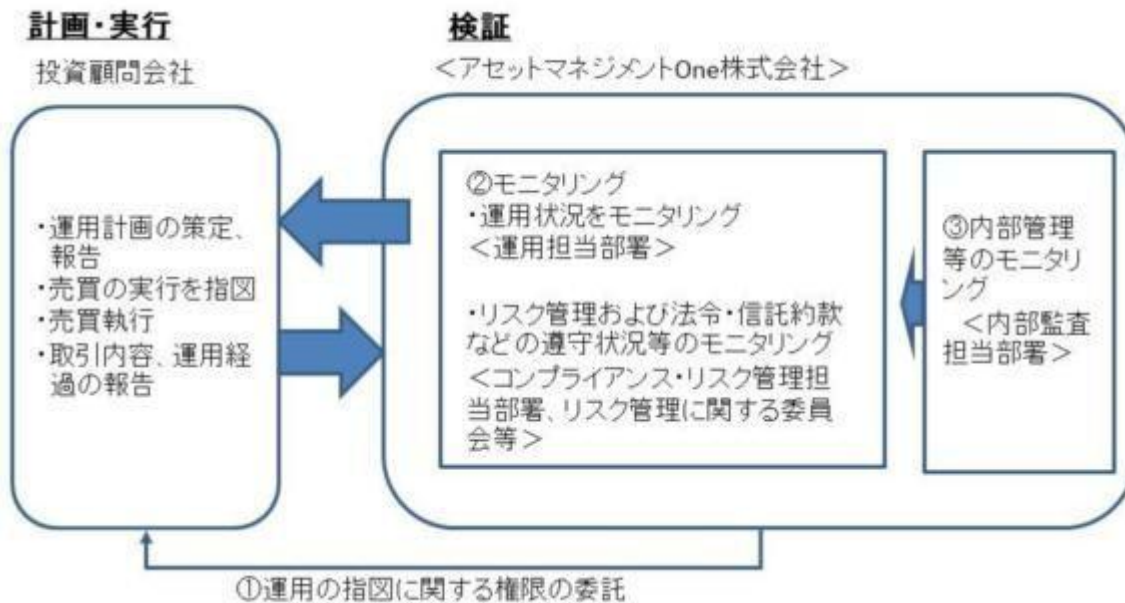 計画・実行
投資顧問会社
・運用計画の策定、
報告
・売買の実行を指図
・売買執行
・取引内容、運用経
過の報告
検証
＜アセットマネジメントOne株式会社＞
②モニタリング
・運用状況をモニタリング
＜運用担当部署＞
・リスク管理および法令・信託約款
などの遵守状況等のモニタリング
＜コンプライアンス・リスク管理担
当部署、リスク管理に関する委員
会等＞
③内部管理
等のモニタリ
ング
＜内部監査
担当部署＞
①運用の指図に関する権限の委託